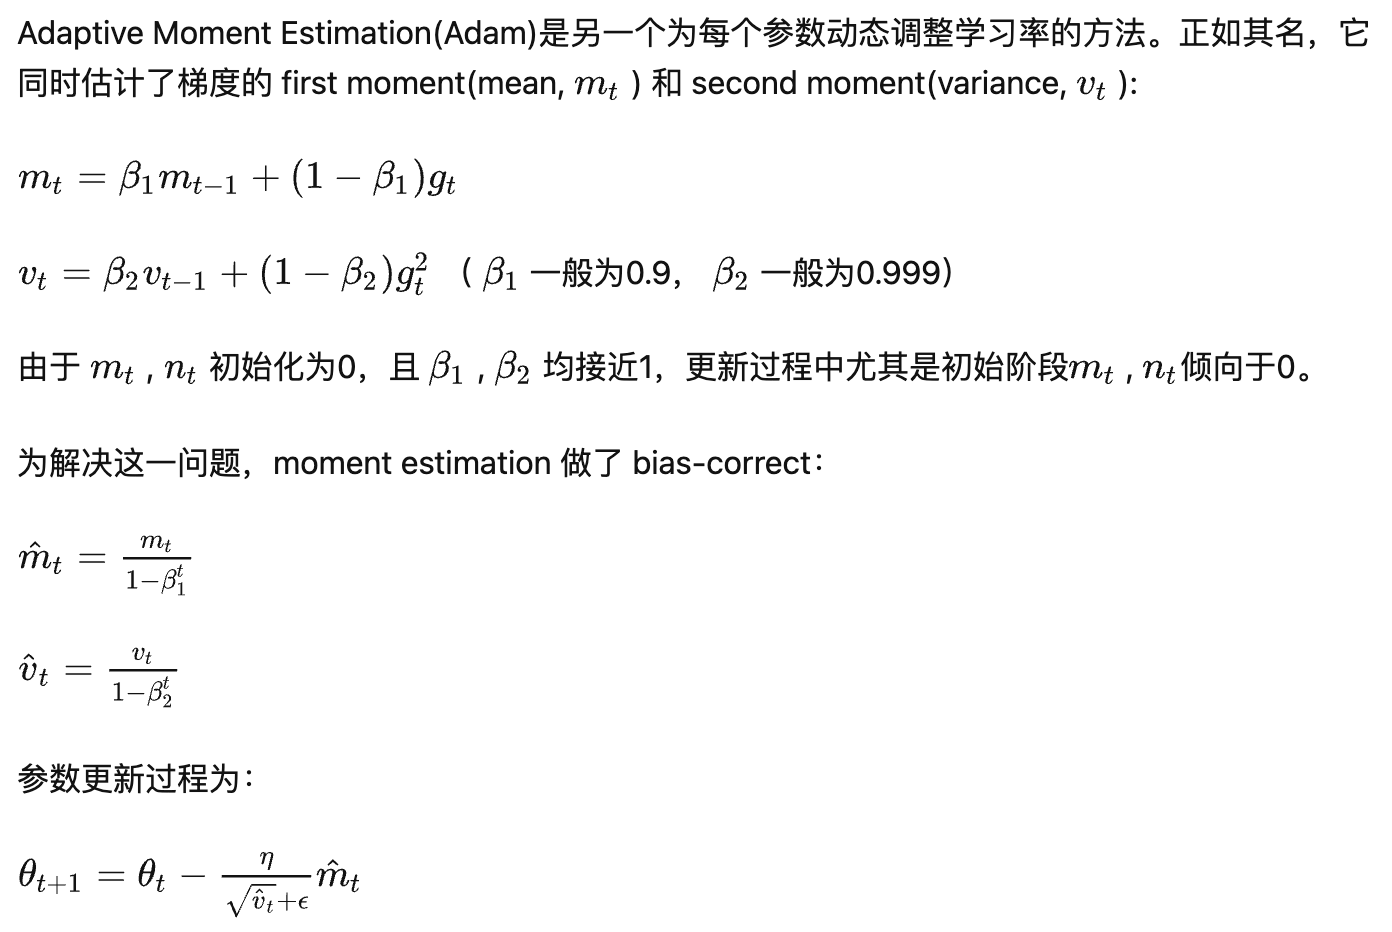 Adaptive Moment Estimation(Adam)是另一个为每个参数动态调整学习率的方法。正如其名，它
同时估计了梯度的 first moment(mean, $m_t$ ) 和 second moment(variance, $v_t$ ):
$m_t = \beta_1 m_{t-1} + (1 - \beta_1) g_t$
$v_t = \beta_2 v_{t-1} + (1 - \beta_2) g_t^2$ （ $\beta_1$ 一般为0.9， $\beta_2$ 一般为0.999）
由于 $m_t$ , $n_t$ 初始化为0，且 $\beta_1$ , $\beta_2$ 均接近1，更新过程中尤其是初始阶段$m_t$ , $n_t$倾向于0。
为解决这一问题，moment estimation 做了 bias-correct：
$\hat{m}_t = \frac{m_t}{1-\beta_1^t}$
$\hat{v}_t = \frac{v_t}{1-\beta_2^t}$
参数更新过程为：
$\theta_{t+1} = \theta_t - \frac{\eta}{\sqrt{\hat{v}_t}+\epsilon} \hat{m}_t$